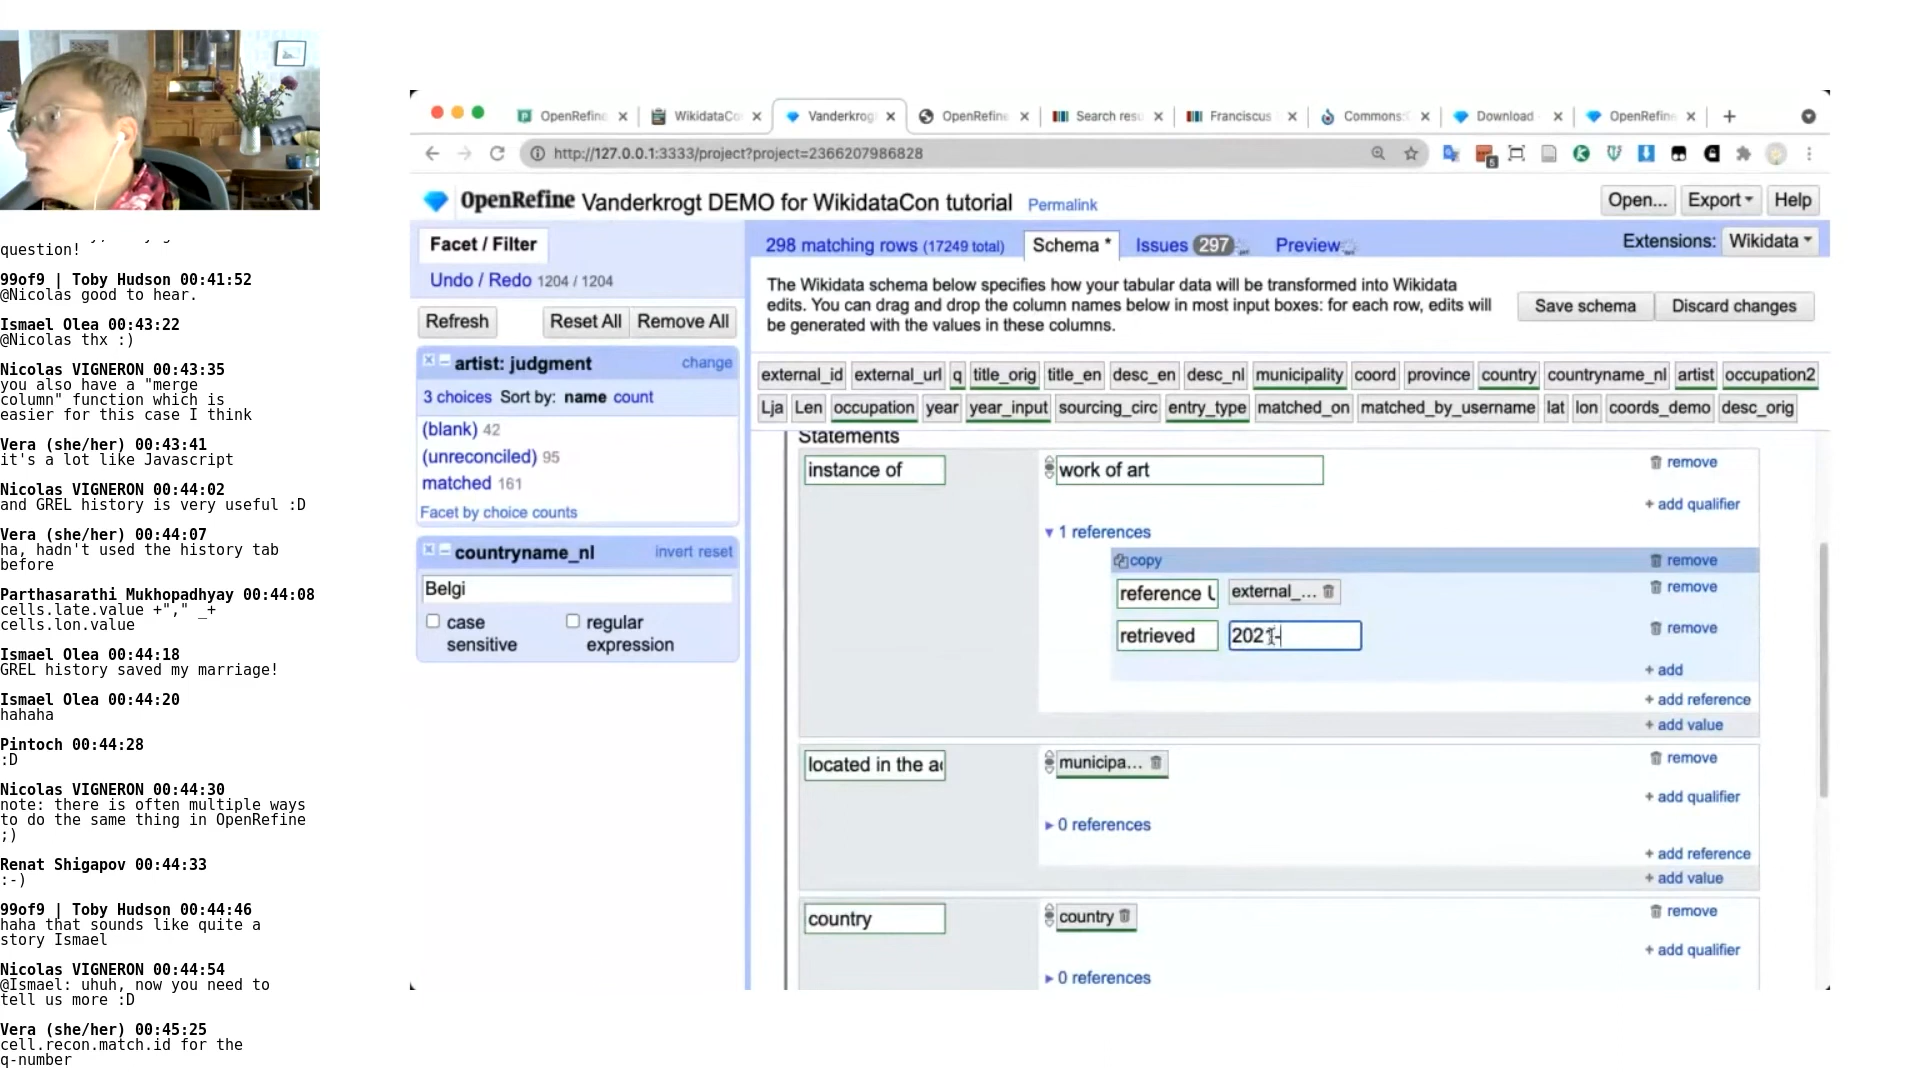 question!
99of9 | Toby Hudson 00:41:52
@Nicolas good to hear.
Ismael Olea 00:43:22
@Nicolas thx :)
Nicolas VIGNERON 00:43:35
you also have a "merge
column" function which is
easier for this case I think
Vera (she/her) 00:43:41
it's a lot like Javascript
Nicolas VIGNERON 00:44:02
and GREL history is very useful :D
Vera (she/her) 00:44:07
ha, hadn't used the history tab
before
Parthasarathi Mukhopadhyay 00:44:08
cells.late.value +"," _+
cells.lon.value
Ismael Olea 00:44:18
GREL history saved my marriage!
Ismael Olea 00:44:20
hahaha
Pintoch 00:44:28
:D
Nicolas VIGNERON 00:44:30
note: there is often multiple ways
to do the same thing in OpenRefine
;)
Renat Shigapov 00:44:33
:-)
99of9 | Toby Hudson 00:44:46
haha that sounds like quite a
story Ismael
Nicolas VIGNERON 00:44:54
@Ismael: uhuh, now you need to
tell us more :D
Vera (she/her) 00:45:25
cell.recon.match.id for the
q-number
OpenRefine WikidataCo Vanderkrog OpenRefine Search resu Franciscus Commons: Download OpenRefine
http://127.0.0.1:3333/project?project=2366207986828
5
OpenRefine Vanderkrogt DEMO for WikidataCon tutorial Permalink Open... Export Help
Facet / Filter
Undo / Redo 1204 / 1204
Refresh Reset All Remove All
artist: judgment change
3 choices Sort by: name count
(blank) 42
(unreconciled) 95
matched 161
Facet by choice counts
countryname_nl invert reset
Belgi
case sensitive
regular expression
298 matching rows (17249 total) Schema * Issues 297 Preview Extensions: Wikidata
The Wikidata schema below specifies how your tabular data will be transformed into Wikidata
edits. You can drag and drop the column names below in most input boxes: for each row, edits will
be generated with the values in these columns.
Save schema Discard changes
external_id external_url q title_orig title_en desc_en desc_nl municipality coord province country countryname_nl artist occupation2
Lja Len occupation year year_input sourcing_circ entry_type matched_on matched_by_username lat lon coords_demo desc_orig
Statements
instance of work of art remove
+ add qualifier
1 references
copy remove
reference U external_... remove
retrieved 2021- remove
+ add
+ add reference
+ add value
located in the a municipa... remove
+ add qualifier
0 references
+ add reference
+ add value
country country remove
+ add qualifier
0 references